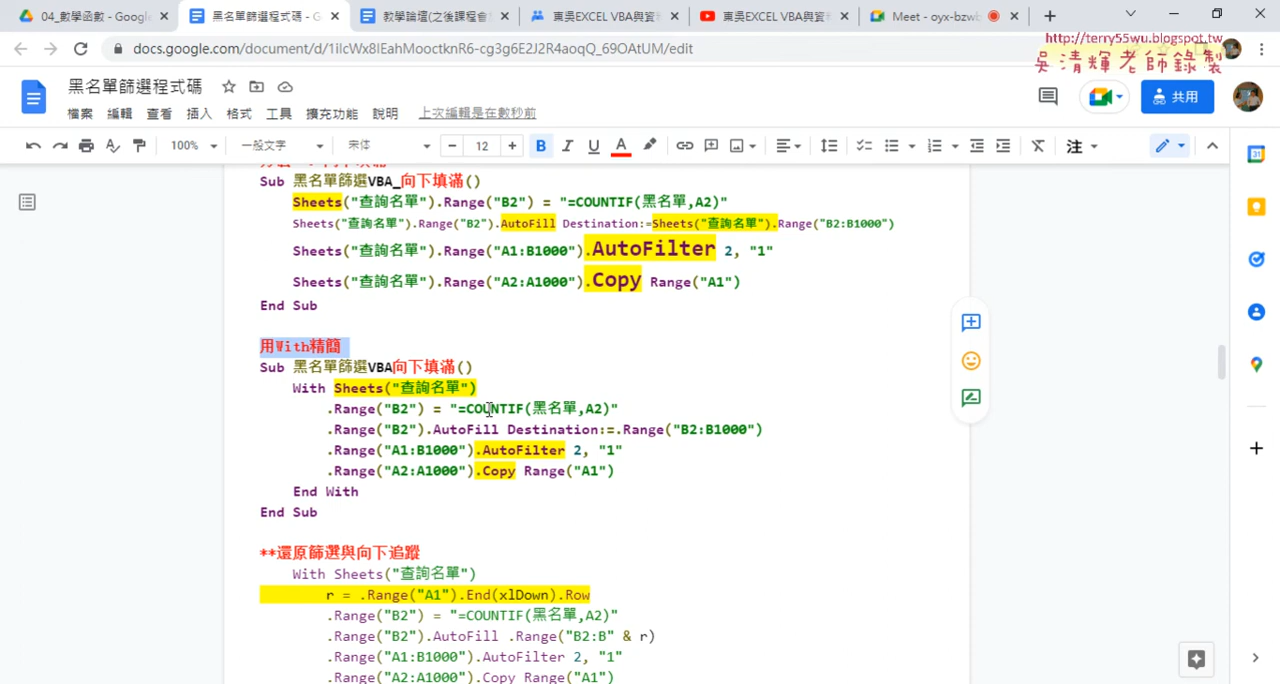 04_數學函數 - Googl
黑名單篩選程式碼 - G
教學論壇(之後課程會
東吳EXCEL VBA與資
東吳EXCEL VBA與資
Meet - oyx-bzwb
docs.google.com/document/d/1ilcWx8lEahMooctknR6-cg3g6E2J2R4aoqQ_69OAtUM/edit
http://terry55wu.blogspot.tw
吳清輝老師錄製
黑名單篩選程式碼
檔案 編輯 查看 插入 格式 工具 擴充功能 說明 上次編輯是在數秒前
共用
100% 一般文字 宋体 12 B I U A 注
Sub 黑名單篩選VBA_向下填滿()
Sheets("查詢名單").Range("B2") = "=COUNTIF(黑名單,A2)"
Sheets("查詢名單").Range("B2").AutoFill Destination:=Sheets("查詢名單").Range("B2:B1000")
Sheets("查詢名單").Range("A1:B1000").AutoFilter 2, "1"
Sheets("查詢名單").Range("A2:A1000").Copy Range("A1")
End Sub
用With精簡
Sub 黑名單篩選VBA向下填滿()
With Sheets("查詢名單")
.Range("B2") = "=COUNTIF(黑名單,A2)"
.Range("B2").AutoFill Destination:=.Range("B2:B1000")
.Range("A1:B1000").AutoFilter 2, "1"
.Range("A2:A1000").Copy Range("A1")
End With
End Sub
**還原篩選與向下追蹤
With Sheets("查詢名單")
r = .Range("A1").End(xlDown).Row
.Range("B2") = "=COUNTIF(黑名單,A2)"
.Range("B2").AutoFill .Range("B2:B" & r)
.Range("A1:B1000").AutoFilter 2, "1"
.Range("A2:A1000").Copy Range("A1")